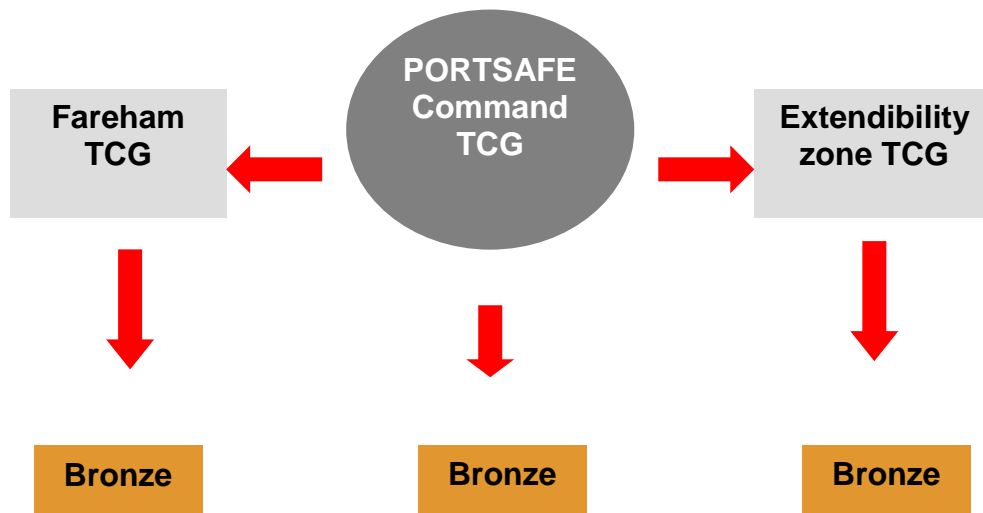 PORTSAFE
Command
TCG
Fareham
TCG
Extendibility
zone TCG
Bronze
Bronze
Bronze